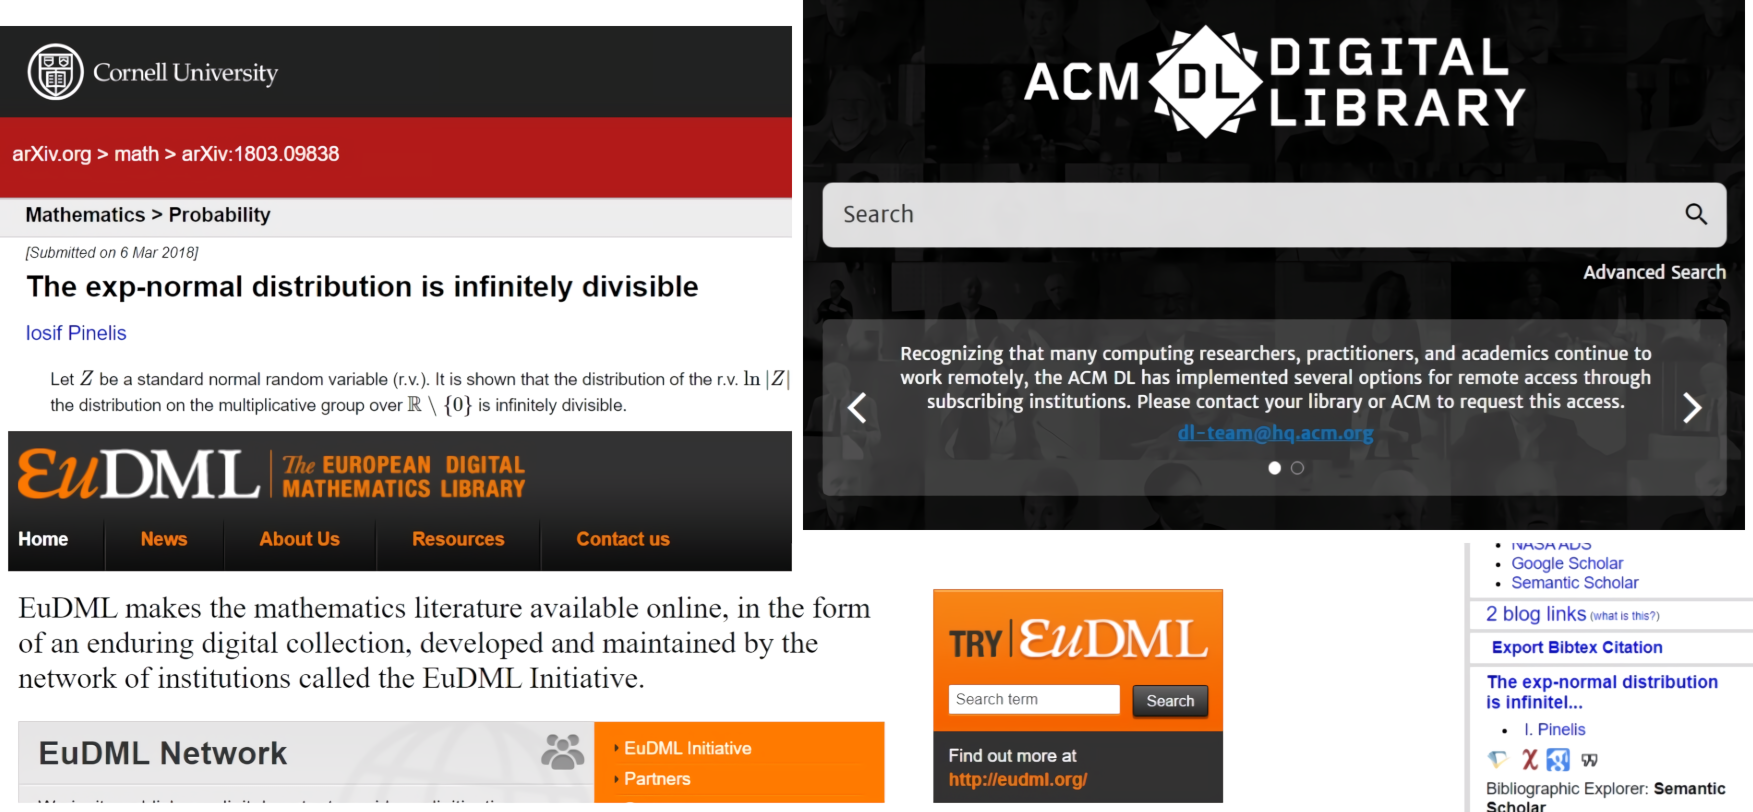 Cornell University
arXiv.org > math > arXiv:1803.09838
Mathematics > Probability
[Submitted on 6 Mar 2018]
The exp-normal distribution is infinitely divisible
Iosif Pinelis
Let Z be a standard normal random variable (r.v.). It is shown that the distribution of the r.v. ln |Z|
the distribution on the multiplicative group over ℝ \ {0} is infinitely divisible.
ACM DL DIGITAL
LIBRARY
Search
Advanced Search
Recognizing that many computing researchers, practitioners, and academics continue to
work remotely, the ACM DL has implemented several options for remote access through
subscribing institutions. Please contact your library or ACM to request this access.
dl-team@hq.acm.org
EuDML The EUROPEAN DIGITAL
MATHEMATICS LIBRARY
Home News About Us Resources Contact us
EuDML makes the mathematics literature available online, in the form
of an enduring digital collection, developed and maintained by the
network of institutions called the EuDML Initiative.
EuDML Network
EuDML Initiative
Partners
TRY EuDML
Search term Search
Find out more at
http://eudml.org/
NASA ADS
Google Scholar
Semantic Scholar
2 blog links (what is this?)
Export Bibtex Citation
The exp-normal distribution
is infinitel...
I. Pinelis
Bibliographic Explorer: Semantic
Scholar